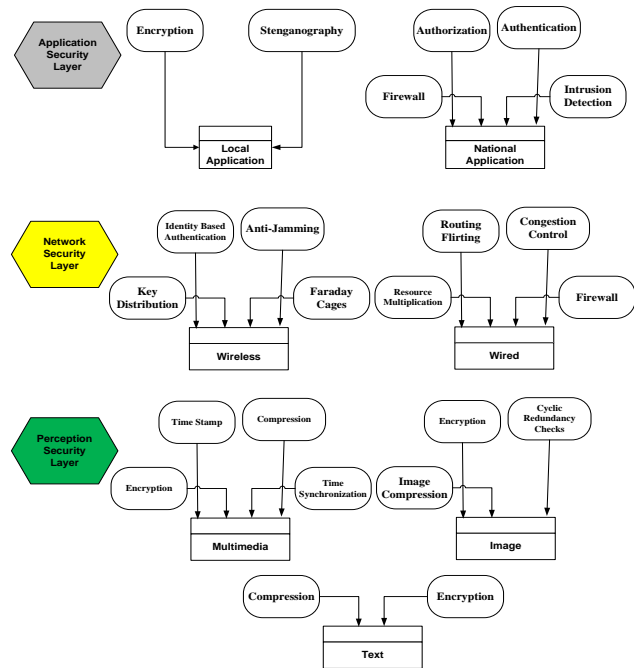 Application
Security
Layer
Encryption
Stenganography
Local
Application
Authorization
Authentication
Firewall
Intrusion
Detection
National
Application
Network
Security
Layer
Identity Based
Authentication
Anti-Jamming
Key
Distribution
Faraday
Cages
Wireless
Routing
Flirting
Congestion
Control
Resource
Multiplication
Firewall
Wired
Perception
Security
Layer
Time Stamp
Compression
Encryption
Time
Synchronization
Multimedia
Encryption
Cyclic
Redundancy
Checks
Image
Compression
Image
Compression
Encryption
Text